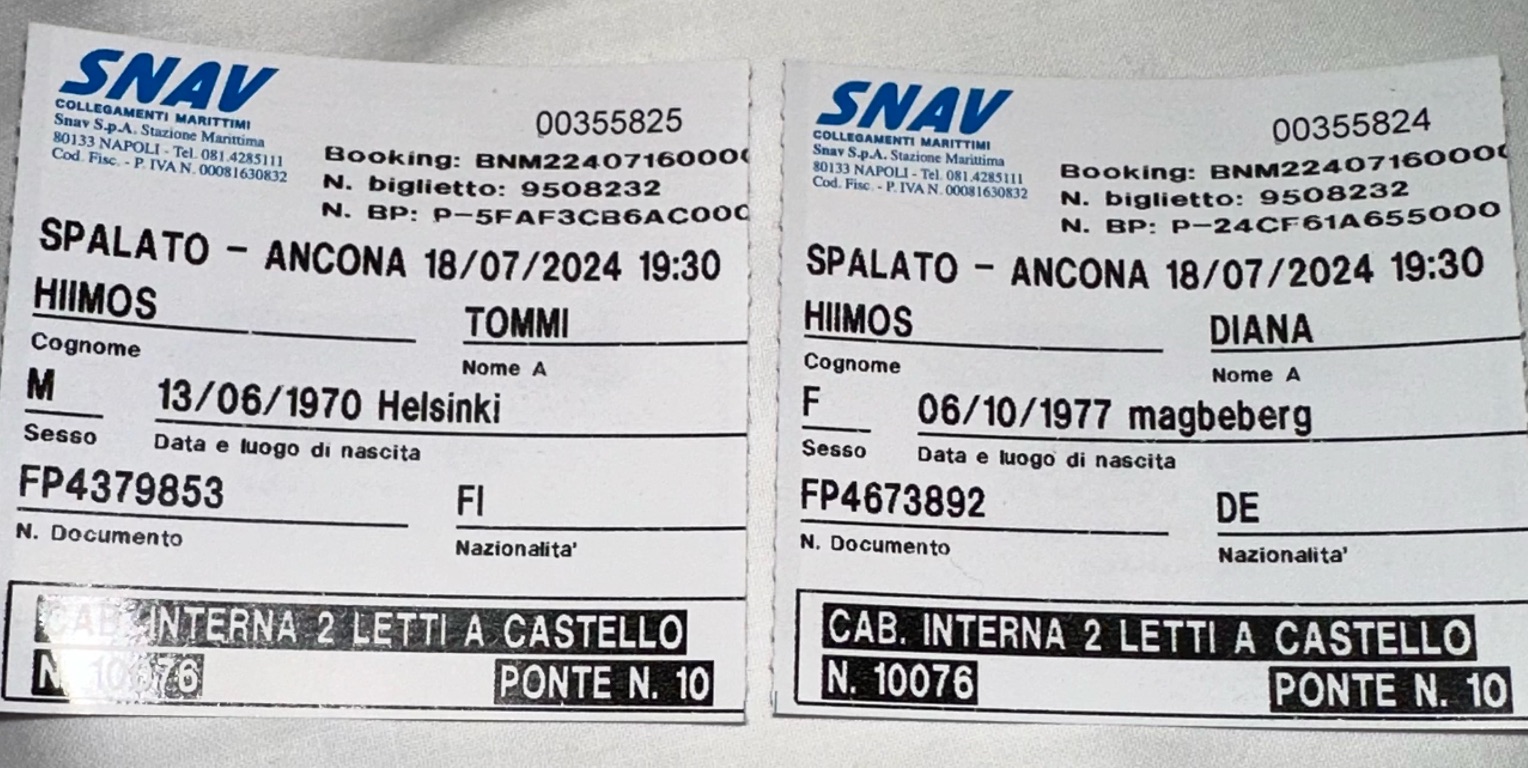 SNAV
COLLEGAMENTI MARITTIMI
Snav S.p.A. Stazione Marittima
80133 NAPOLI - Tel. 081.4285111
Cod. Fisc. - P. IVA N. 00081630832
00355825
Booking: BNM2240716000
N. biglietto: 9508232
N. BP: P-5FAF3CB6AC00
SPALATO - ANCONA 18/07/2024 19:30
HIIMOS TOMMI
Cognome Nome A
M 13/06/1970 Helsinki
Sesso Data e luogo di nascita
FP4379853 FI
N. Documento Nazionalita'
CAB. INTERNA 2 LETTI A CASTELLO
N. 10076 PONTE N. 10
SNAV
COLLEGAMENTI MARITTIMI
Snav S.p.A. Stazione Marittima
80133 NAPOLI - Tel. 081.4285111
Cod. Fisc. - P. IVA N. 00081630832
00355824
Booking: BNM2240716000
N. biglietto: 9508232
N. BP: P-24CF61A655000
SPALATO - ANCONA 18/07/2024 19:30
HIIMOS DIANA
Cognome Nome A
F 06/10/1977 magbeberg
Sesso Data e luogo di nascita
FP4673892 DE
N. Documento Nazionalita'
CAB. INTERNA 2 LETTI A CASTELLO
N. 10076 PONTE N. 10